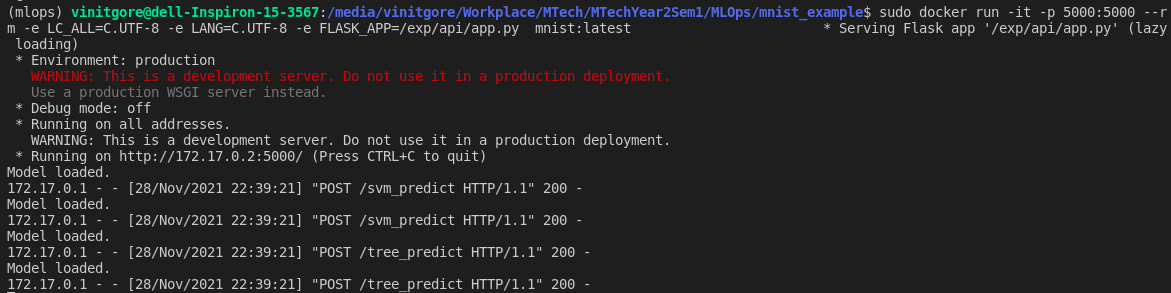 (mlops) vinitgore@dell-Inspiron-15-3567:/media/vinitgore/Workplace/MTech/MTechYear2Sem1/MLOps/mnist_example$ sudo docker run -it -p 5000:5000 --r
m -e LC_ALL=C.UTF-8 -e LANG=C.UTF-8 -e FLASK_APP=/exp/api/app.py  mnist:latest                        * Serving Flask app '/exp/api/app.py' (lazy
 loading)
 * Environment: production
   WARNING: This is a development server. Do not use it in a production deployment.
   Use a production WSGI server instead.
 * Debug mode: off
 * Running on all addresses.
   WARNING: This is a development server. Do not use it in a production deployment.
 * Running on http://172.17.0.2:5000/ (Press CTRL+C to quit)
Model loaded.
172.17.0.1 - - [28/Nov/2021 22:39:21] "POST /svm_predict HTTP/1.1" 200 -
Model loaded.
172.17.0.1 - - [28/Nov/2021 22:39:21] "POST /svm_predict HTTP/1.1" 200 -
Model loaded.
172.17.0.1 - - [28/Nov/2021 22:39:21] "POST /tree_predict HTTP/1.1" 200 -
Model loaded.
172.17.0.1 - - [28/Nov/2021 22:39:21] "POST /tree_predict HTTP/1.1" 200 -